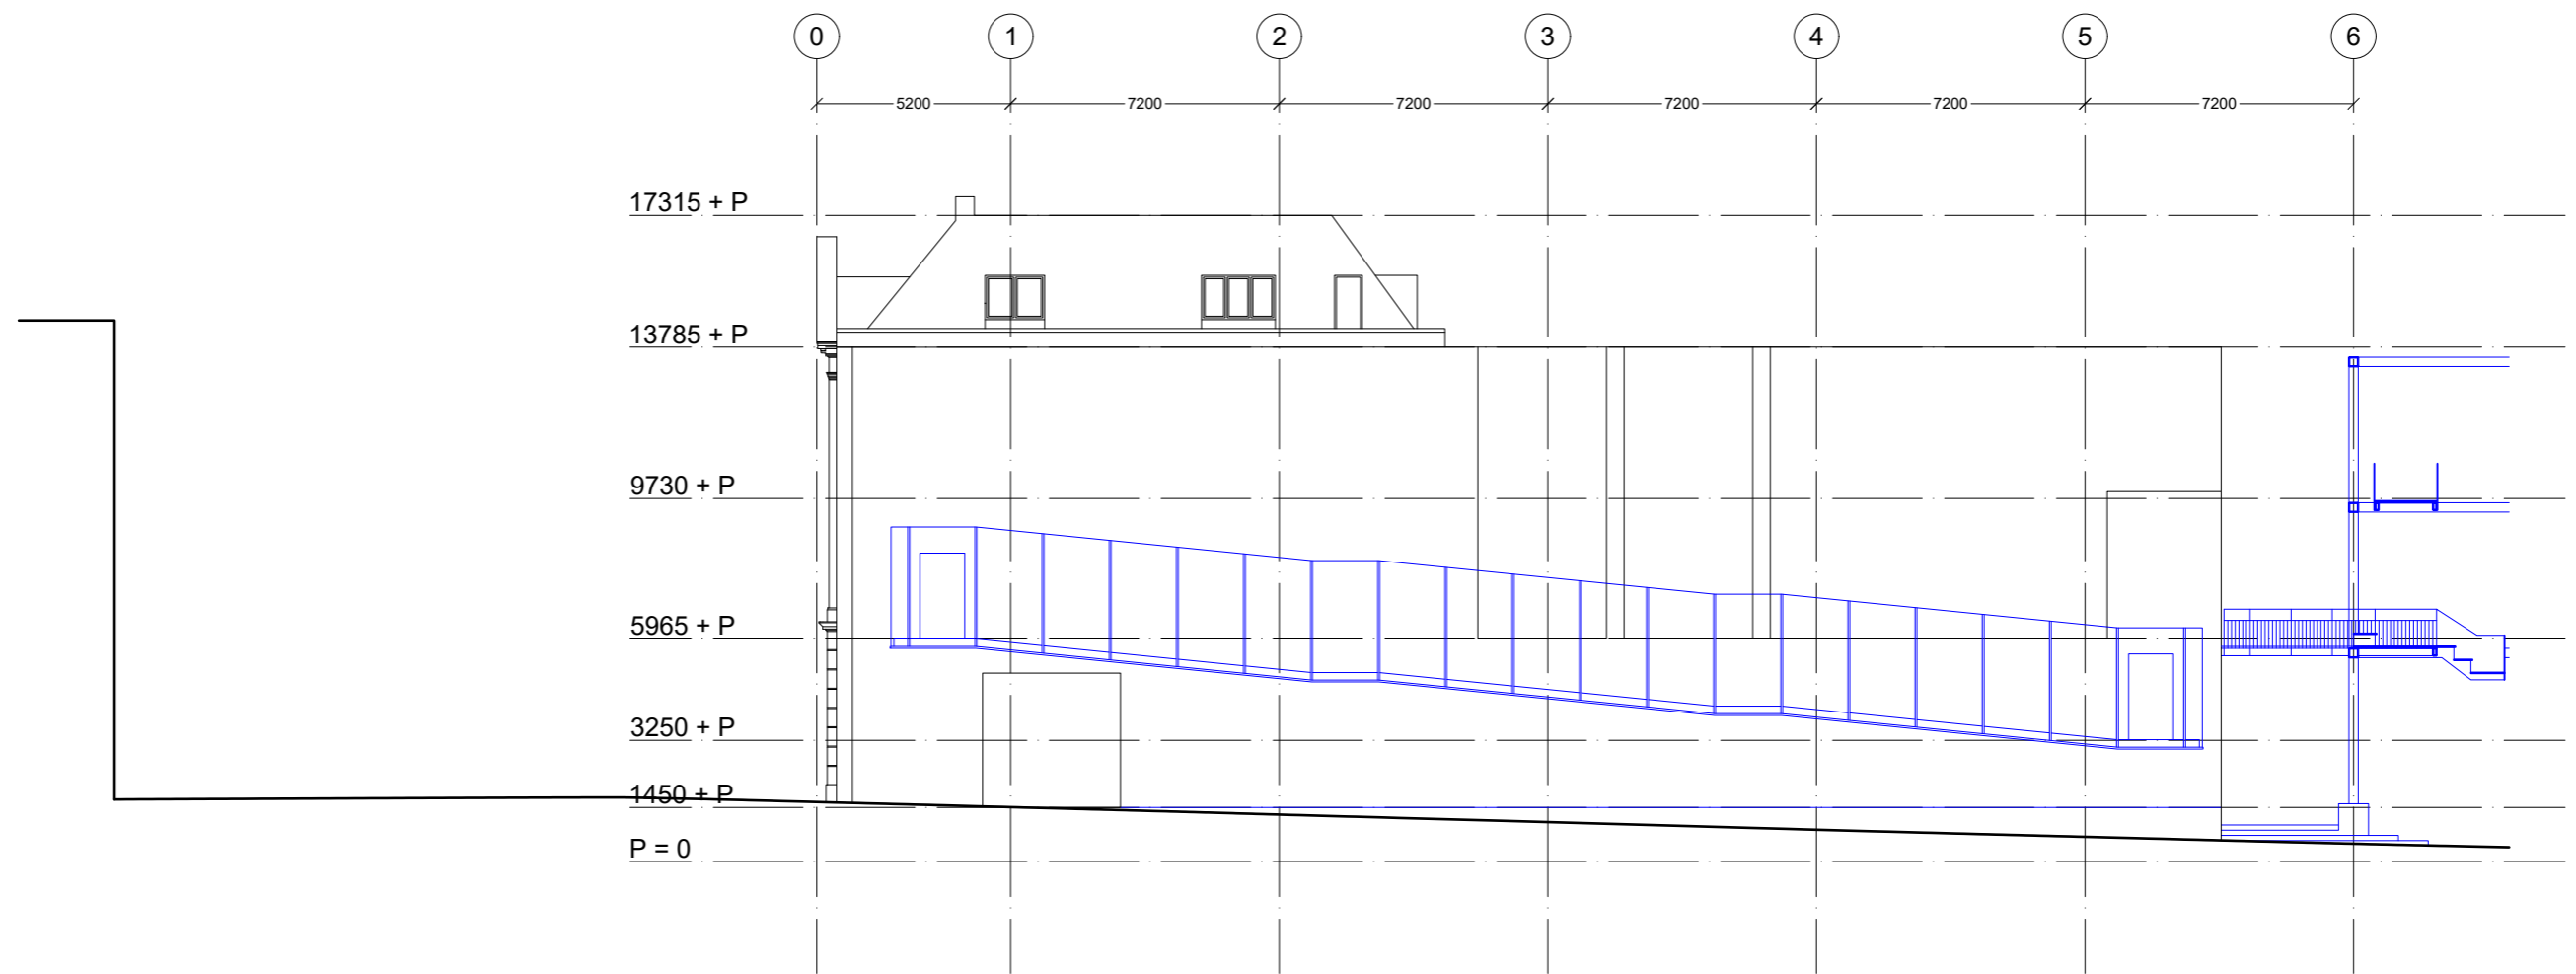 0 1 2 3 4 5 6
5200 7200 7200 7200 7200 7200
17315 + P
13785 + P
9730 + P
5965 + P
3250 + P
1450 + P
P = 0